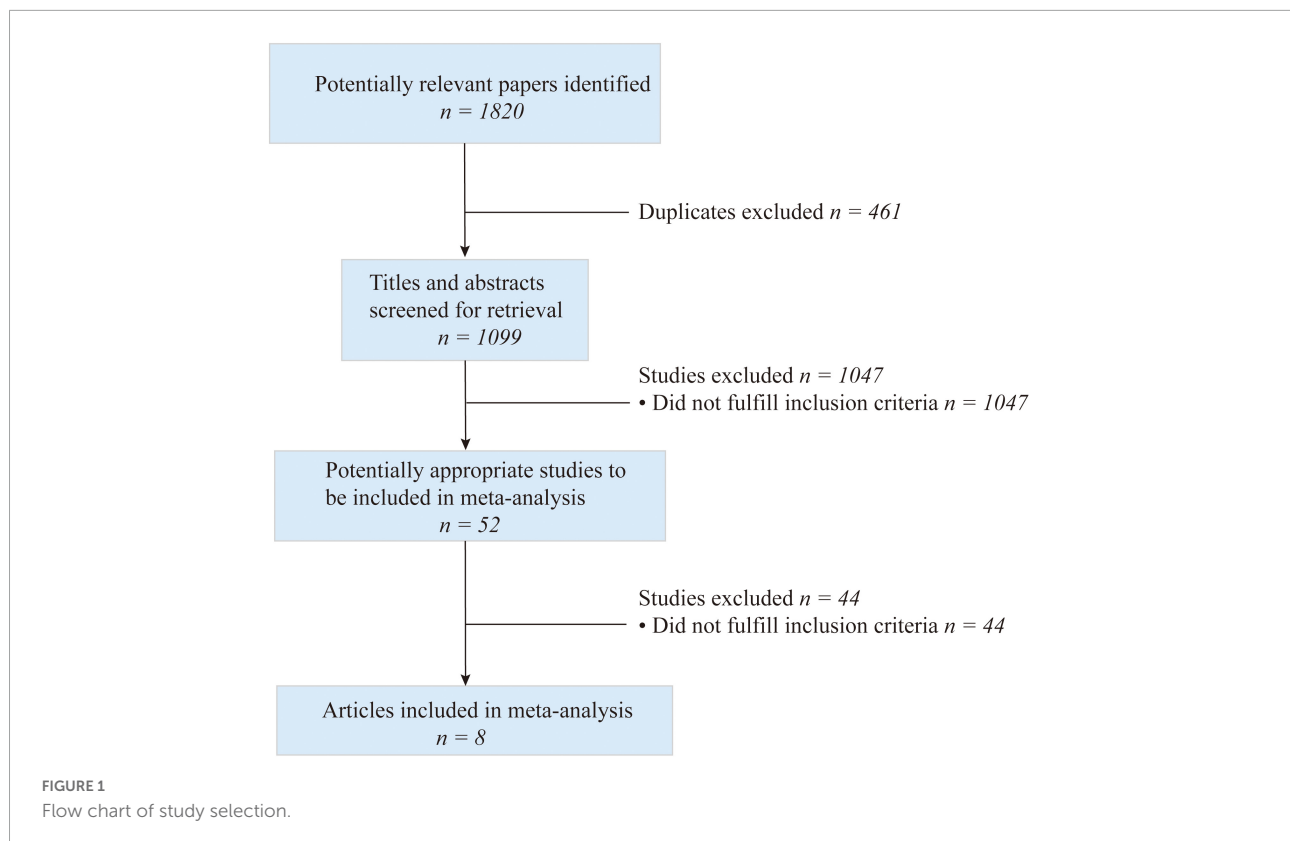 Potentially relevant papers identified
n = 1820
Duplicates excluded n = 461
Titles and abstracts
screened for retrieval
n = 1099
Studies excluded n = 1047
• Did not fulfill inclusion criteria n = 1047
Potentially appropriate studies to
be included in meta-analysis
n = 52
Studies excluded n = 44
• Did not fulfill inclusion criteria n = 44
Articles included in meta-analysis
n = 8
FIGURE 1
Flow chart of study selection.